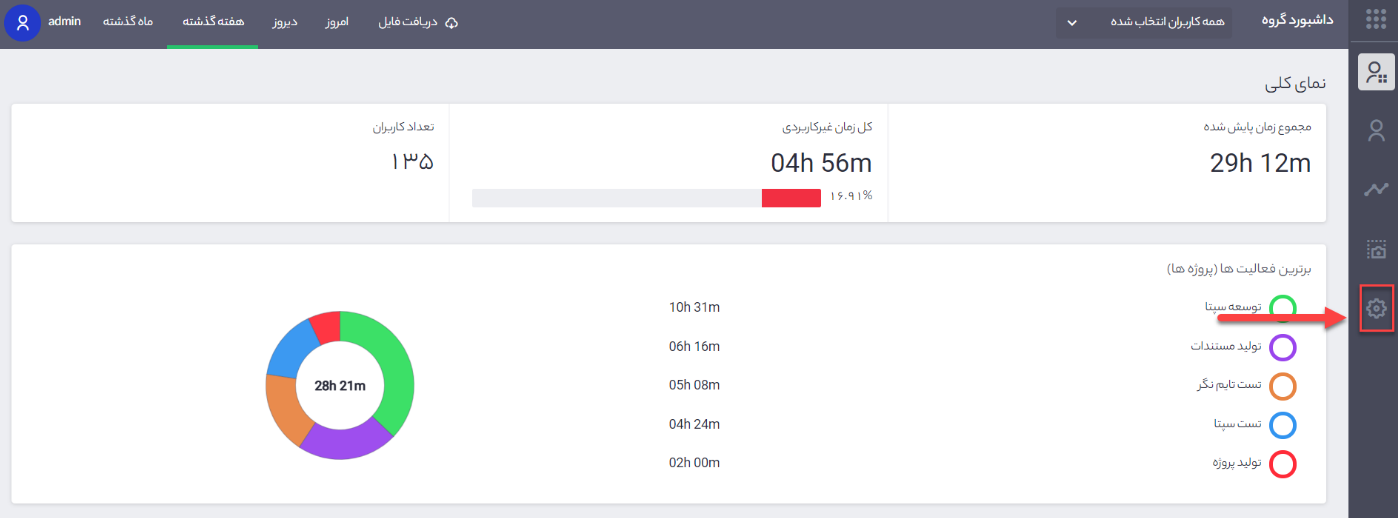 داشبورد گروه
همه کاربران انتخاب شده
دریافت فایل
امروز
دیروز
هفته گذشته
ماه گذشته
admin
نمای کلی
مجموع زمان پایش شده
29h 12m
کل زمان غیرکاربردی
04h 56m
۱۶.۹۱%
تعداد کاربران
۱۳۵
برترین فعالیت ها (پروژه ها)
توسعه سپتا 10h 31m
تولید مستندات 06h 16m
تست تایم نگر 05h 08m
تست سپتا 04h 24m
تولید پروژه 02h 00m
28h 21m